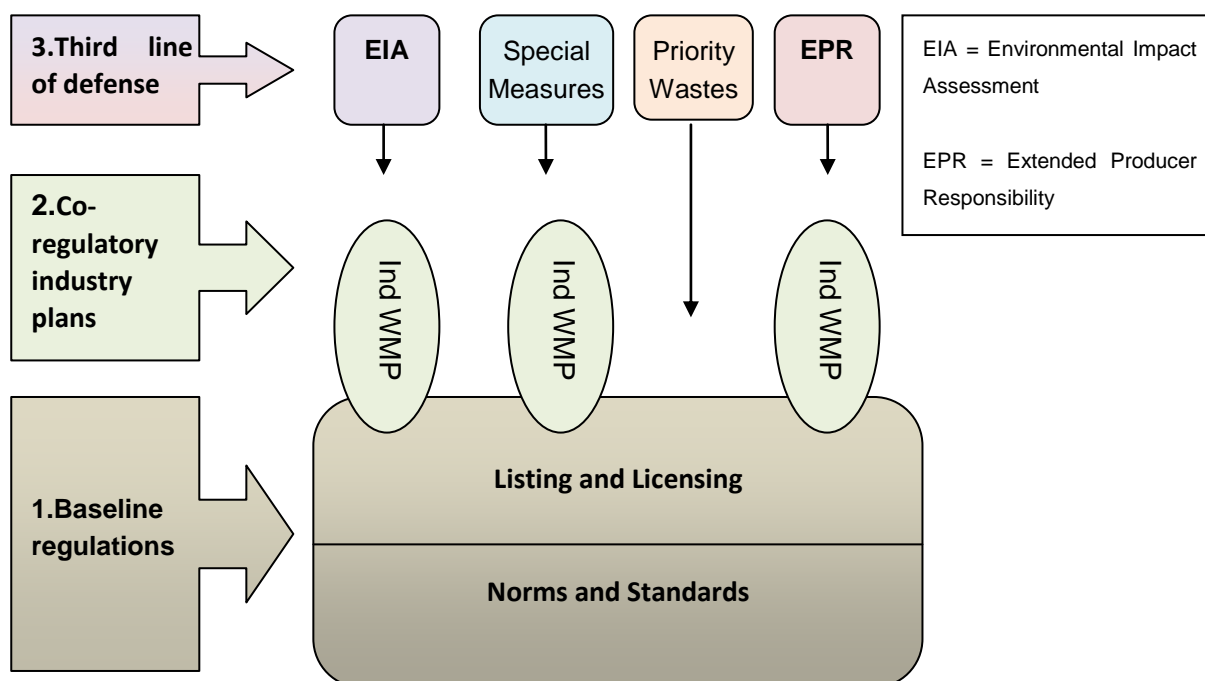 3.Third line
of defense
EIA
Special
Measures
Priority
Wastes
EPR
EIA = Environmental Impact
Assessment
EPR = Extended Producer
Responsibility
2.Co-
regulatory
industry
plans
Ind WMP
Ind WMP
Ind WMP
1.Baseline
regulations
Listing and Licensing
Norms and Standards